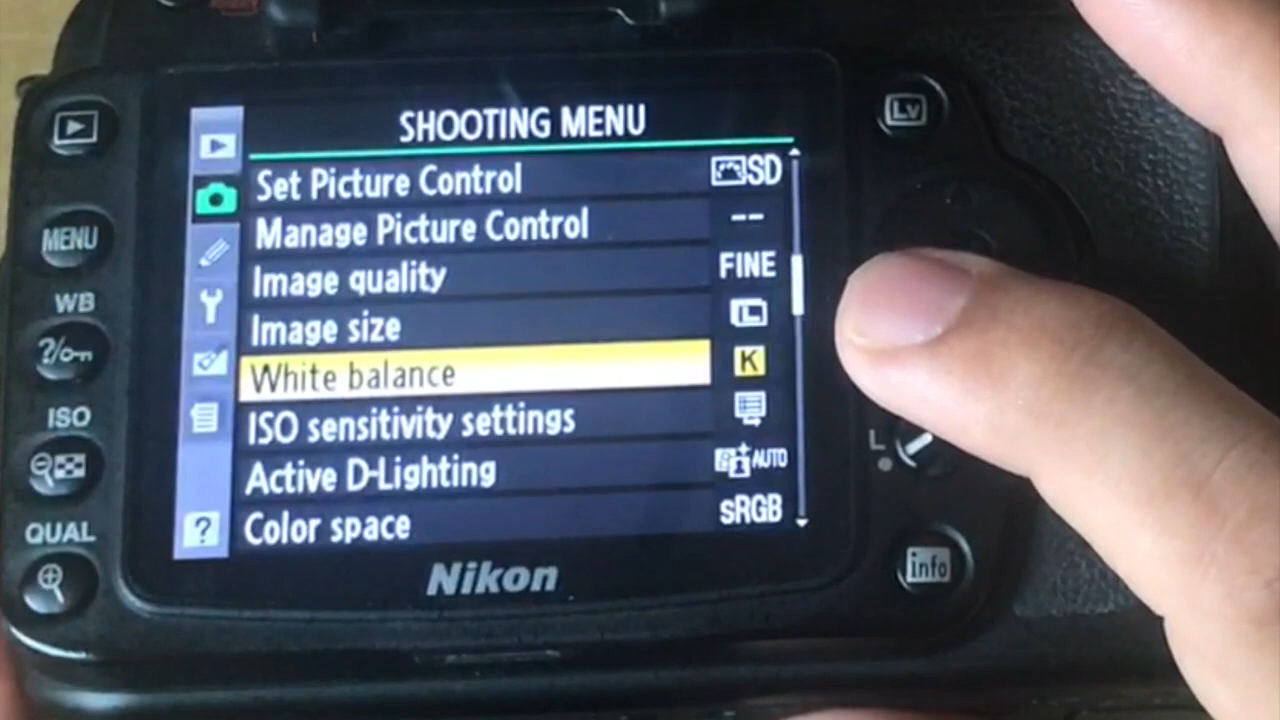 SHOOTING MENU
Set Picture Control SD
Manage Picture Control --
Image quality FINE
Image size L
White balance K
ISO sensitivity settings
Active D-Lighting AUTO
Color space sRGB
?
Nikon
MENU
WB
?/
ISO
QUAL
Lv
L
info